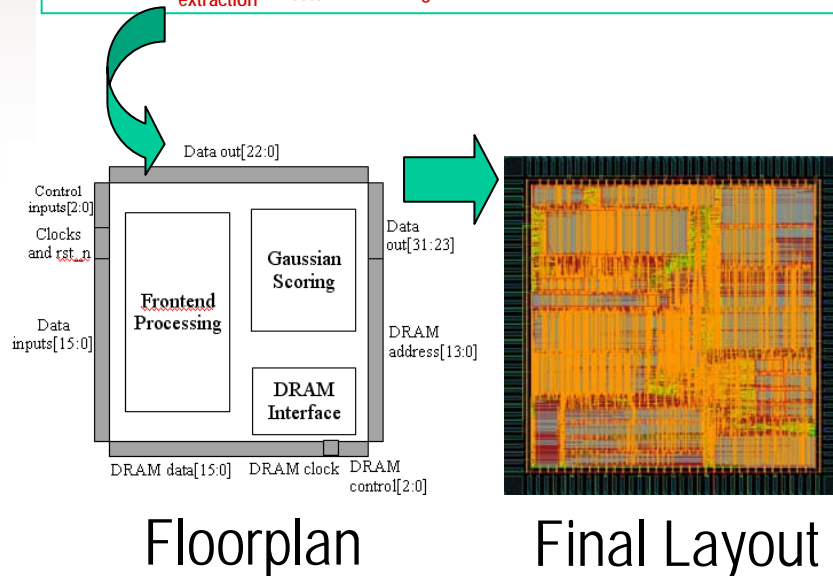 extraction
Data out[22:0]
Control
inputs[2:0]
Clocks
and rst_n
Data
inputs[15:0]
Frontend
Processing
Gaussian
Scoring
DRAM
Interface
Data
out[31:23]
DRAM
address[13:0]
DRAM data[15:0]
DRAM clock
DRAM
control[2:0]
Floorplan
Final Layout